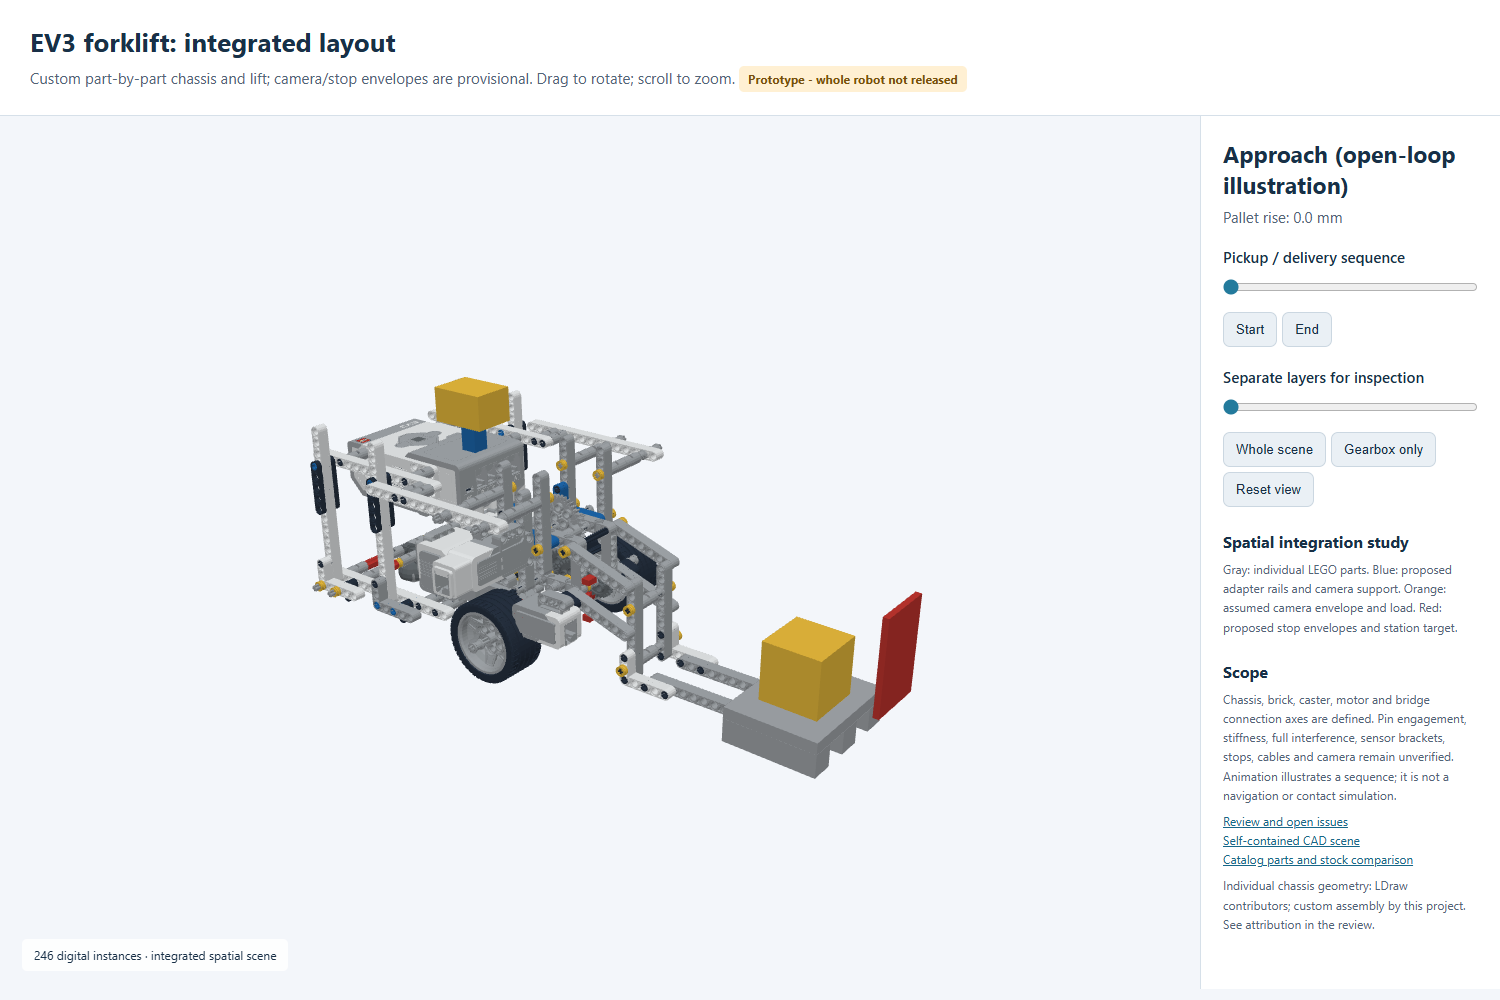 EV3 forklift: integrated layout
Custom part-by-part chassis and lift; camera/stop envelopes are provisional. Drag to rotate; scroll to zoom. Prototype - whole robot not released
Approach (open-loop
illustration)
Pallet rise: 0.0 mm
Pickup / delivery sequence
Start End
Separate layers for inspection
Whole scene Gearbox only
Reset view
Spatial integration study
Gray: individual LEGO parts. Blue: proposed
adapter rails and camera support. Orange:
assumed camera envelope and load. Red:
proposed stop envelopes and station target.
Scope
Chassis, brick, caster, motor and bridge
connection axes are defined. Pin engagement,
stiffness, full interference, sensor brackets,
stops, cables and camera remain unverified.
Animation illustrates a sequence; it is not a
navigation or contact simulation.
Review and open issues
Self-contained CAD scene
Catalog parts and stock comparison
Individual chassis geometry: LDraw
contributors; custom assembly by this project.
See attribution in the review.
246 digital instances · integrated spatial scene